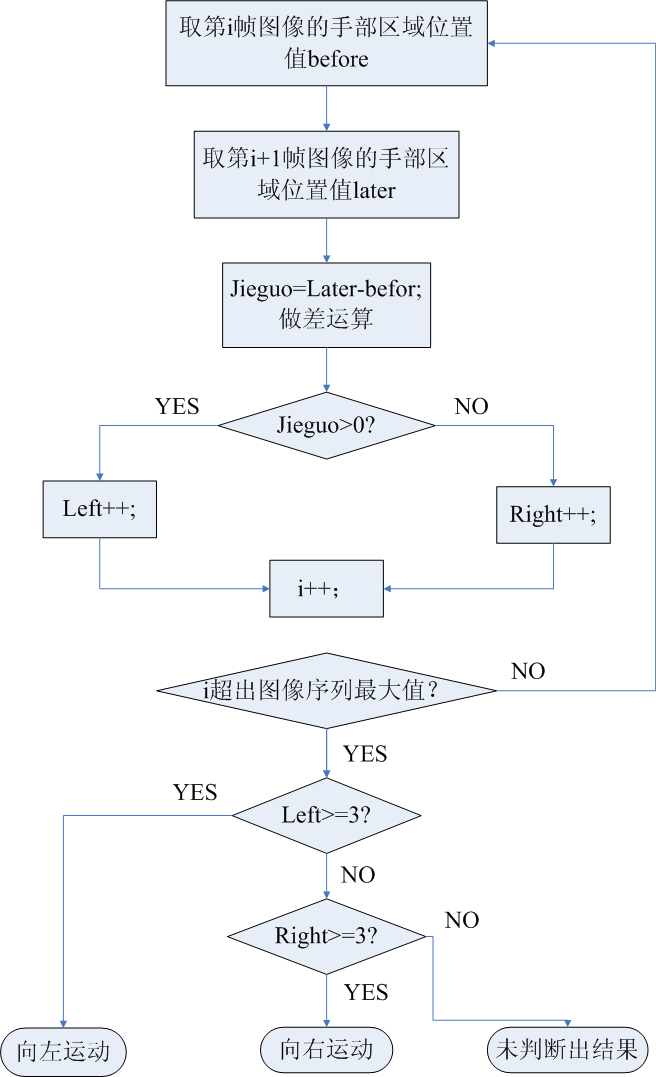 取第i帧图像的手部区域位置
值before
取第i+1帧图像的手部区
域位置值later
Jieguo=Later-befor;
做差运算
YES
Jieguo>0?
NO
Left++;
Right++;
i++；
i超出图像序列最大值？
NO
YES
YES
Left>=3?
NO
Right>=3?
NO
YES
向左运动
向右运动
未判断出结果